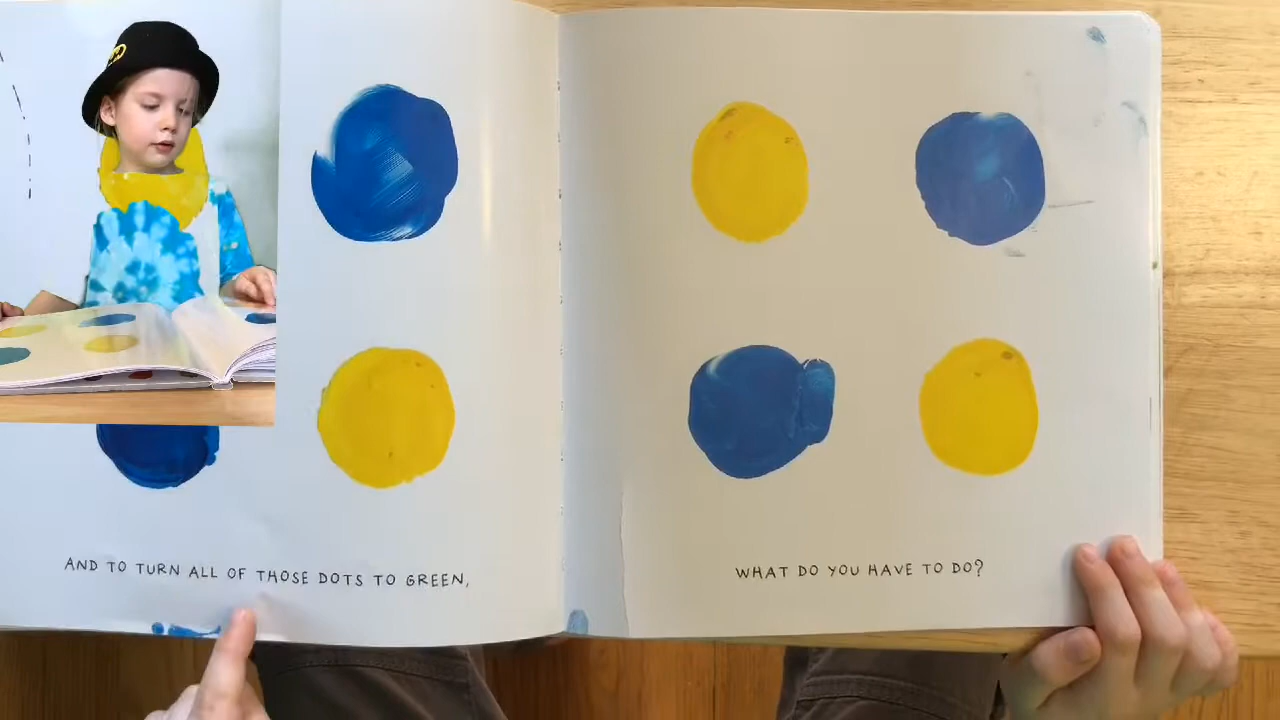 AND TO TURN ALL OF THOSE DOTS TO GREEN,
WHAT DO YOU HAVE TO DO?